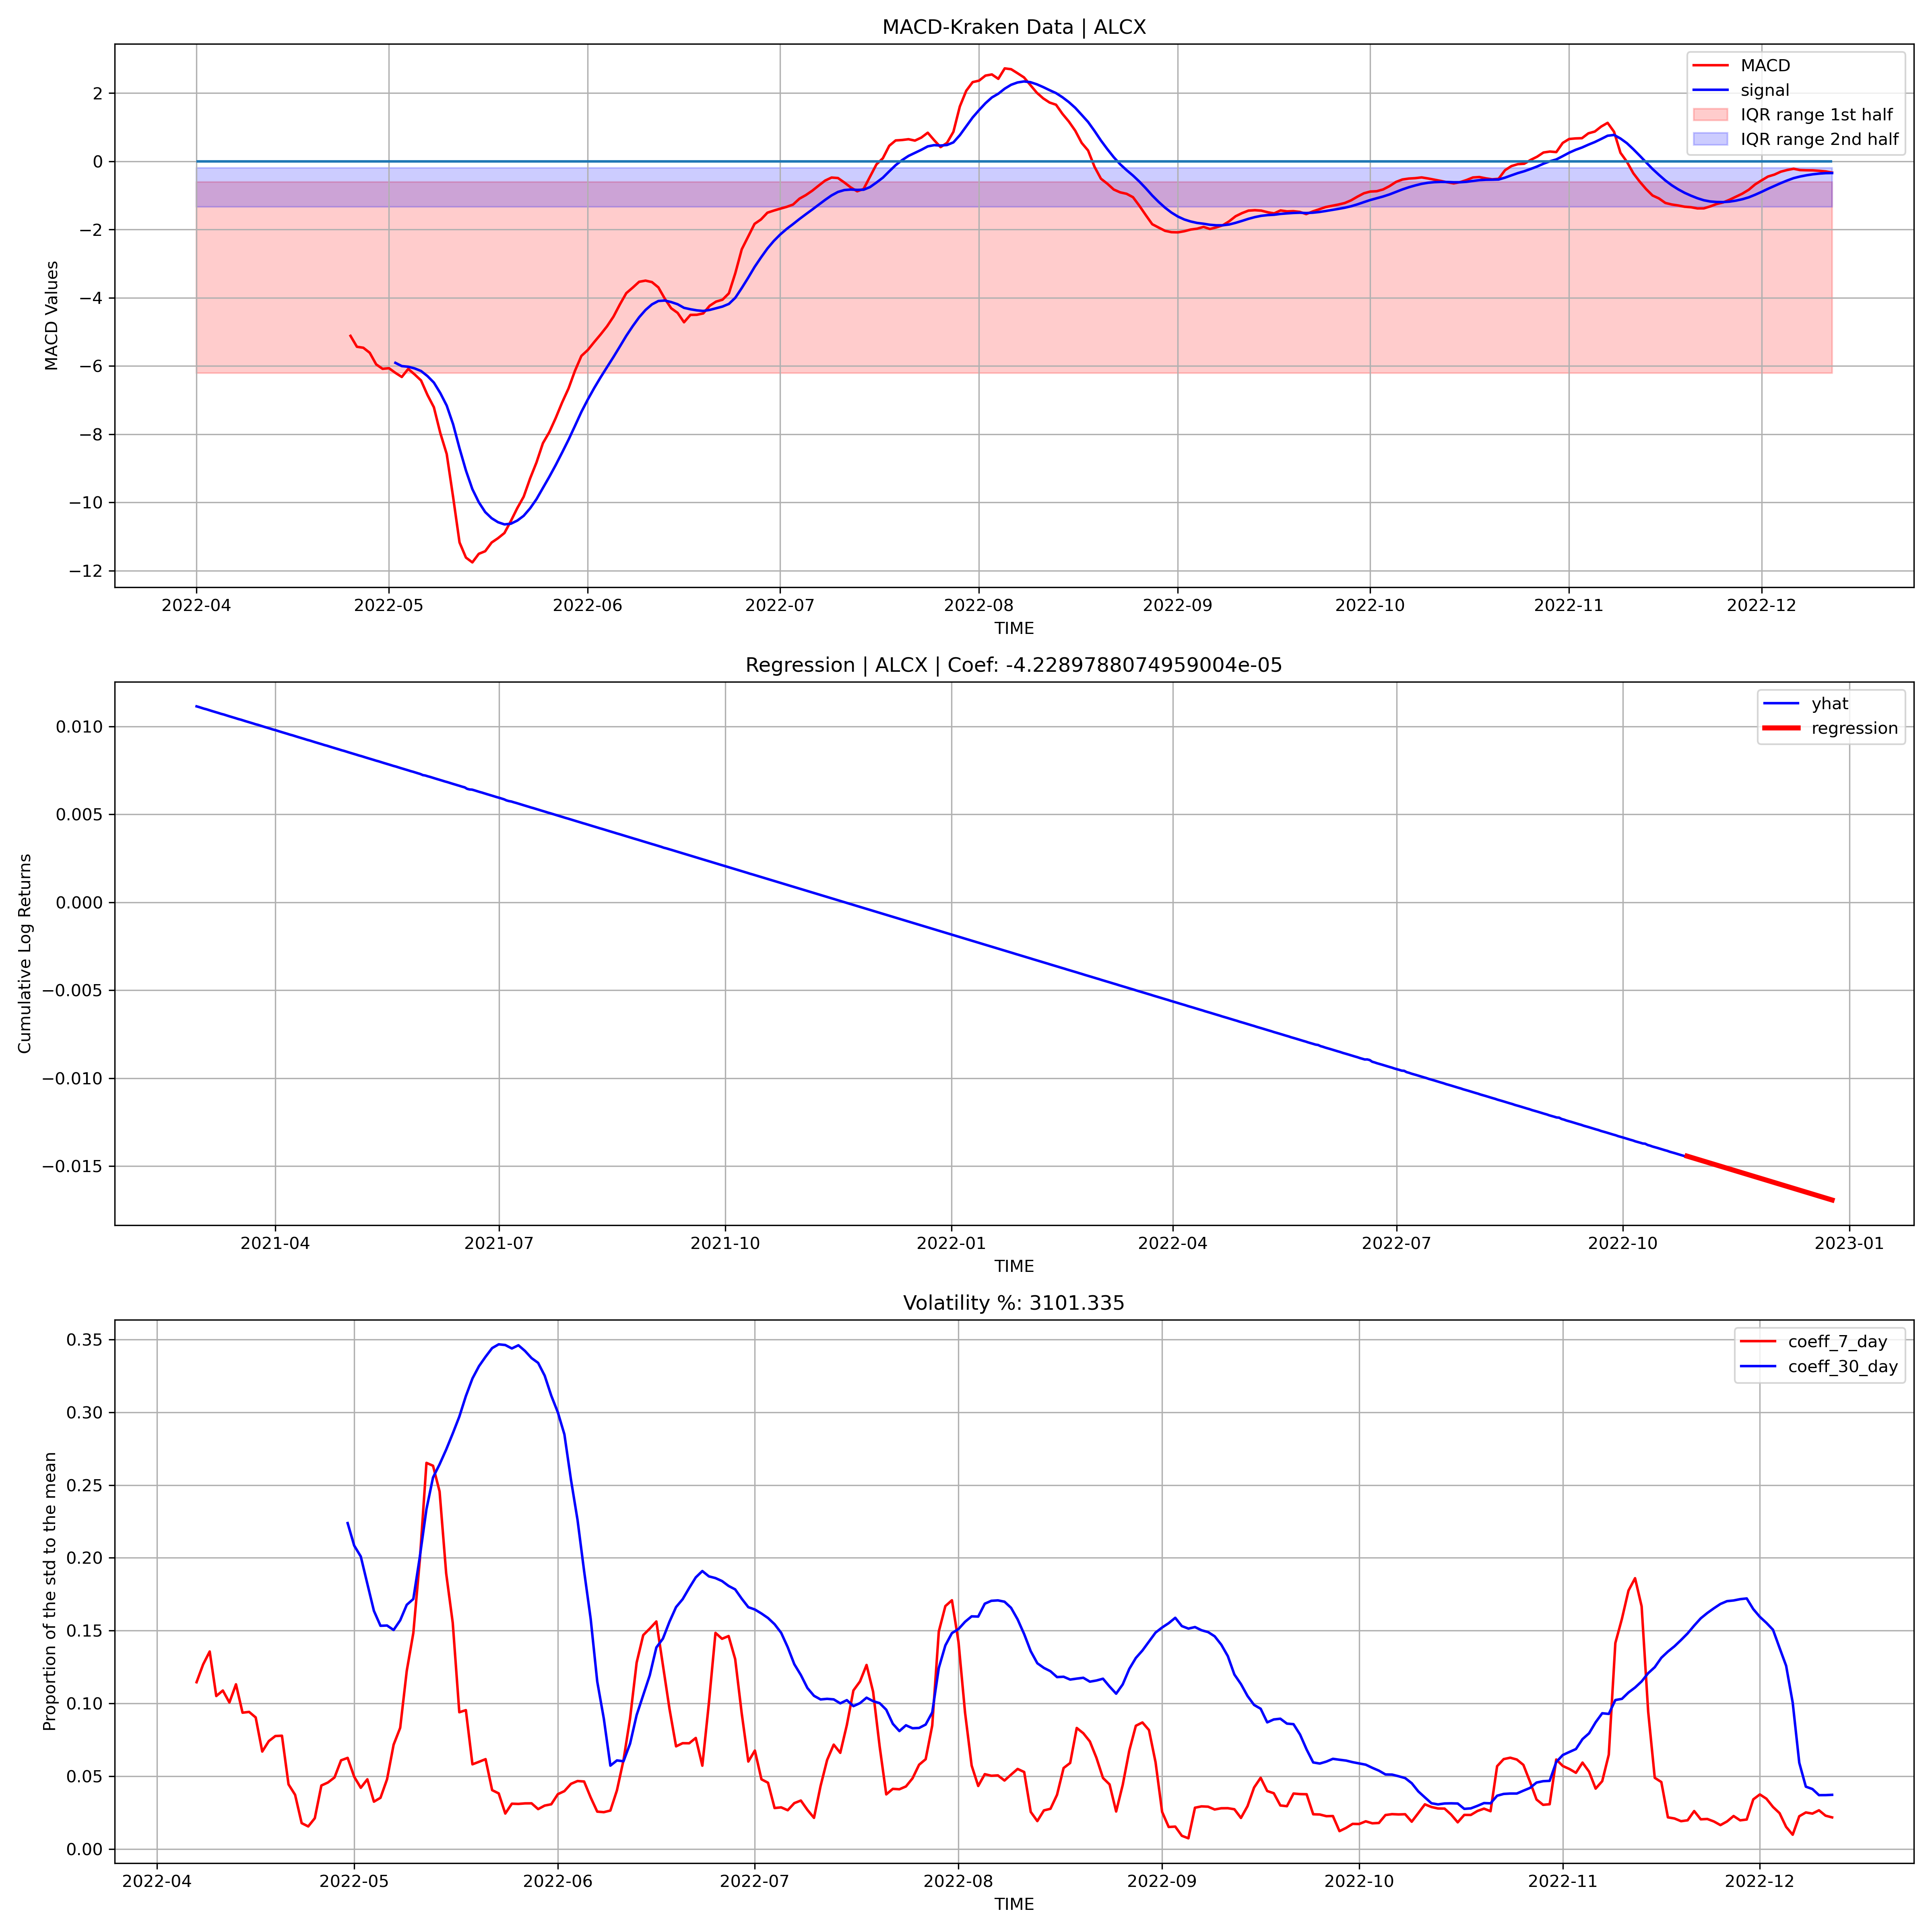 MACD-Kraken Data | ALCX
MACD
signal
IQR range 1st half
IQR range 2nd half
MACD Values
2
0
−2
−4
−6
−8
−10
−12
2022-04 2022-05 2022-06 2022-07 2022-08 2022-09 2022-10 2022-11 2022-12
TIME
Regression | ALCX | Coef: -4.2289788074959004e-05
yhat
regression
Cumulative Log Returns
0.010
0.005
0.000
−0.005
−0.010
−0.015
2021-04 2021-07 2021-10 2022-01 2022-04 2022-07 2022-10 2023-01
TIME
Volatility %: 3101.335
coeff_7_day
coeff_30_day
Proportion of the std to the mean
0.35
0.30
0.25
0.20
0.15
0.10
0.05
0.00
2022-04 2022-05 2022-06 2022-07 2022-08 2022-09 2022-10 2022-11 2022-12
TIME